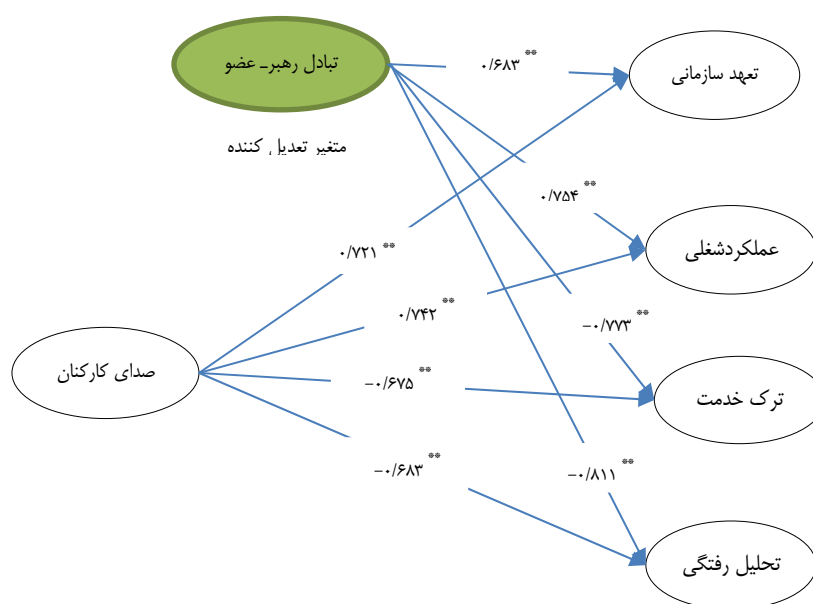 تبادل رهبرـ عضو
۰/۶۸۳ **
تعهد سازمانی
متغیر تعدیل کننده
۰/۷۵۴ **
۰/۷۲۱ **
عملکردشغلی
۰/۷۴۲ **
−۰/۷۷۳ **
صدای کارکنان
−۰/۶۷۵ **
ترک خدمت
−۰/۶۸۳ **
−۰/۸۱۱ **
تحلیل رفتگی